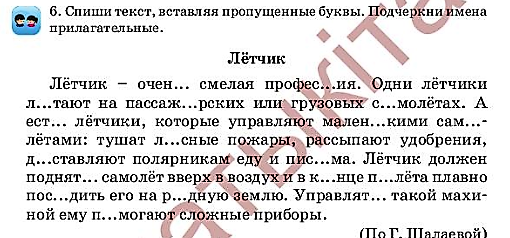 6. Спиши текст, вставляя пропущенные буквы. Подчеркни имена
прилагательные.
Лётчик
Лётчик – очен... смелая профес...ия. Одни лётчики
л...тают на пассаж...рских или грузовых с...молётах. А
ест... лётчики, которые управляют мален...кими сам...-
лётами: тушат л...сные пожары, рассыпают удобрения,
д...ставляют полярникам еду и пис...ма. Лётчик должен
поднят... самолёт вверх в воздух и в к...нце п...лёта плавно
пос...дить его на р...дную землю. Управлят... такой махи-
ной ему п...могают сложные приборы.
(По Г. Шалаевой)